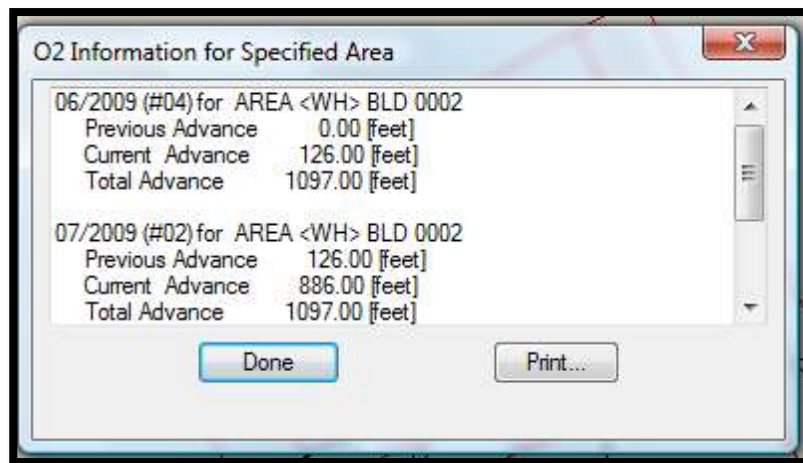 O2 Information for Specified Area
06/2009 (#04) for AREA <WH> BLD 0002
Previous Advance 0.00 [feet]
Current Advance 126.00 [feet]
Total Advance 1097.00 [feet]
07/2009 (#02) for AREA <WH> BLD 0002
Previous Advance 126.00 [feet]
Current Advance 886.00 [feet]
Total Advance 1097.00 [feet]
Done Print...